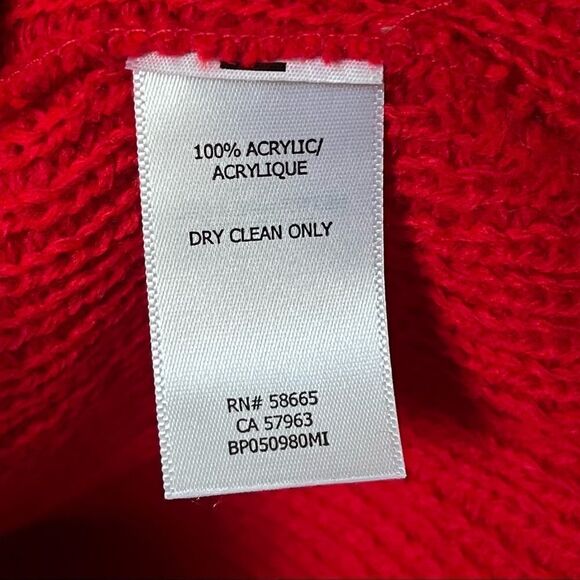 100% ACRYLIC/
ACRYLIQUE
DRY CLEAN ONLY
RN# 58665
CA 57963
BP050980MI